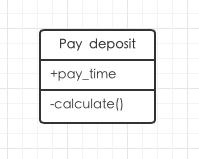 Pay deposit
+pay_time
-calculate()